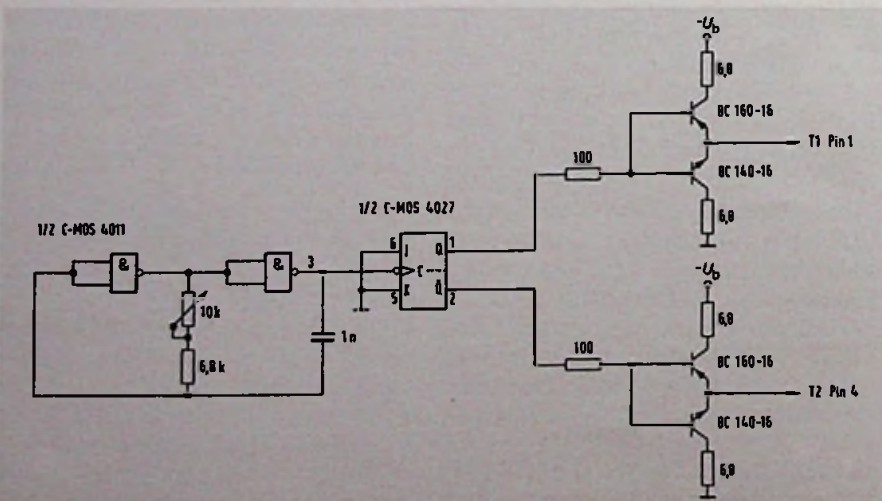 -Ub
6,8
BC 160-16
T1 Pin 1
100
BC 140-16
6,8
1/2 C-MOS 4027
1/2 C-MOS 4011
6 J Q 1
& & 3 C
5 K Q̄ 2
10k
1n
6,8k
-Ub
6,8
100
BC 160-16
T2 Pin 4
BC 140-16
6,8